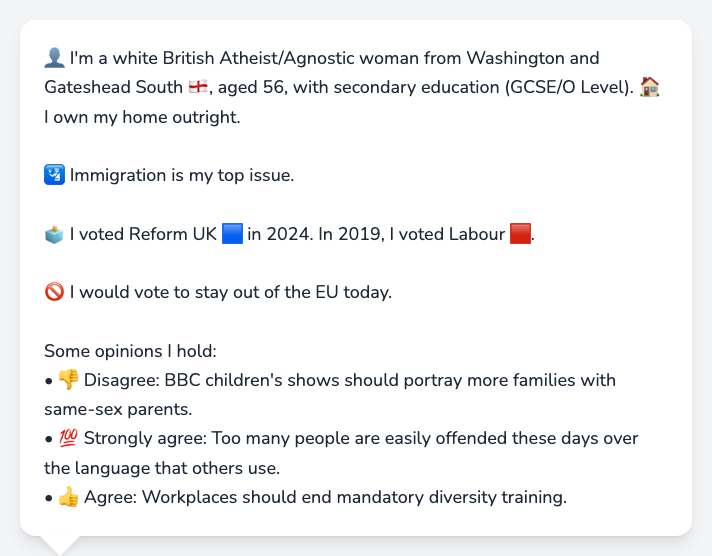 👤 I'm a white British Atheist/Agnostic woman from Washington and
Gateshead South 🏴󠁧󠁢󠁥󠁮󠁧󠁿, aged 56, with secondary education (GCSE/O Level). 🏠
I own my home outright.
🛂 Immigration is my top issue.
🗳️ I voted Reform UK 🟦 in 2024. In 2019, I voted Labour 🟥.
🚫 I would vote to stay out of the EU today.
Some opinions I hold:
• 👎 Disagree: BBC children's shows should portray more families with
same-sex parents.
• 💯 Strongly agree: Too many people are easily offended these days over
the language that others use.
• 👍 Agree: Workplaces should end mandatory diversity training.